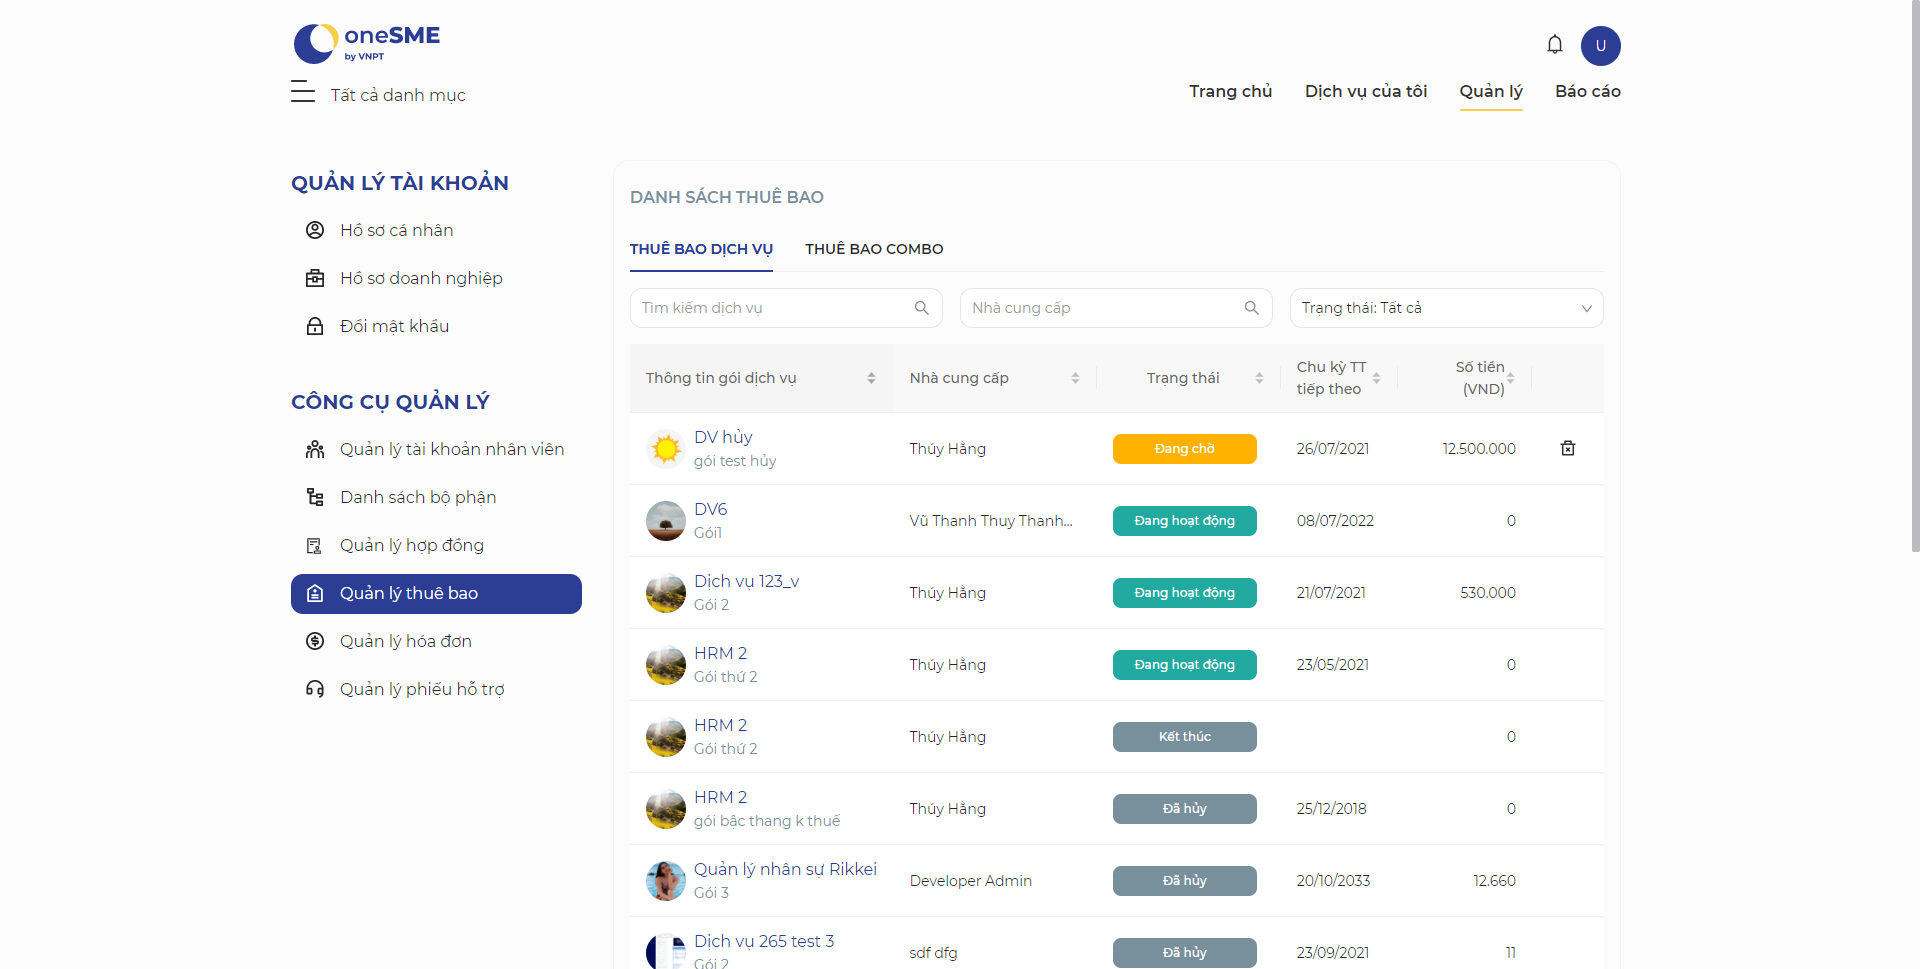 oneSME
by VNPT
U
Tất cả danh mục
Trang chủ
Dịch vụ của tôi
Quản lý
Báo cáo
QUẢN LÝ TÀI KHOẢN
Hồ sơ cá nhân
Hồ sơ doanh nghiệp
Đổi mật khẩu
CÔNG CỤ QUẢN LÝ
Quản lý tài khoản nhân viên
Danh sách bộ phận
Quản lý hợp đồng
Quản lý thuê bao
Quản lý hóa đơn
Quản lý phiếu hỗ trợ
DANH SÁCH THUÊ BAO
THUÊ BAO DỊCH VỤ
THUÊ BAO COMBO
Tìm kiếm dịch vụ
Nhà cung cấp
Trạng thái: Tất cả
Thông tin gói dịch vụ
Nhà cung cấp
Trạng thái
Chu kỳ TT
tiếp theo
Số tiền
(VND)
DV hủy
gói test hủy
Thúy Hằng
Đang chờ
26/07/2021
12.500.000
DV6
Gói1
Vũ Thanh Thuy Thanh...
Đang hoạt động
08/07/2022
0
Dịch vụ 123_v
Gói 2
Thúy Hằng
Đang hoạt động
21/07/2021
530.000
HRM 2
Gói thứ 2
Thúy Hằng
Đang hoạt động
23/05/2021
0
HRM 2
Gói thứ 2
Thúy Hằng
Kết thúc
0
HRM 2
gói bậc thang k thuế
Thúy Hằng
Đã hủy
25/12/2018
0
Quản lý nhân sự Rikkei
Gói 3
Developer Admin
Đã hủy
20/10/2033
12.660
Dịch vụ 265 test 3
Gói 2
sdf dfg
Đã hủy
23/09/2021
11